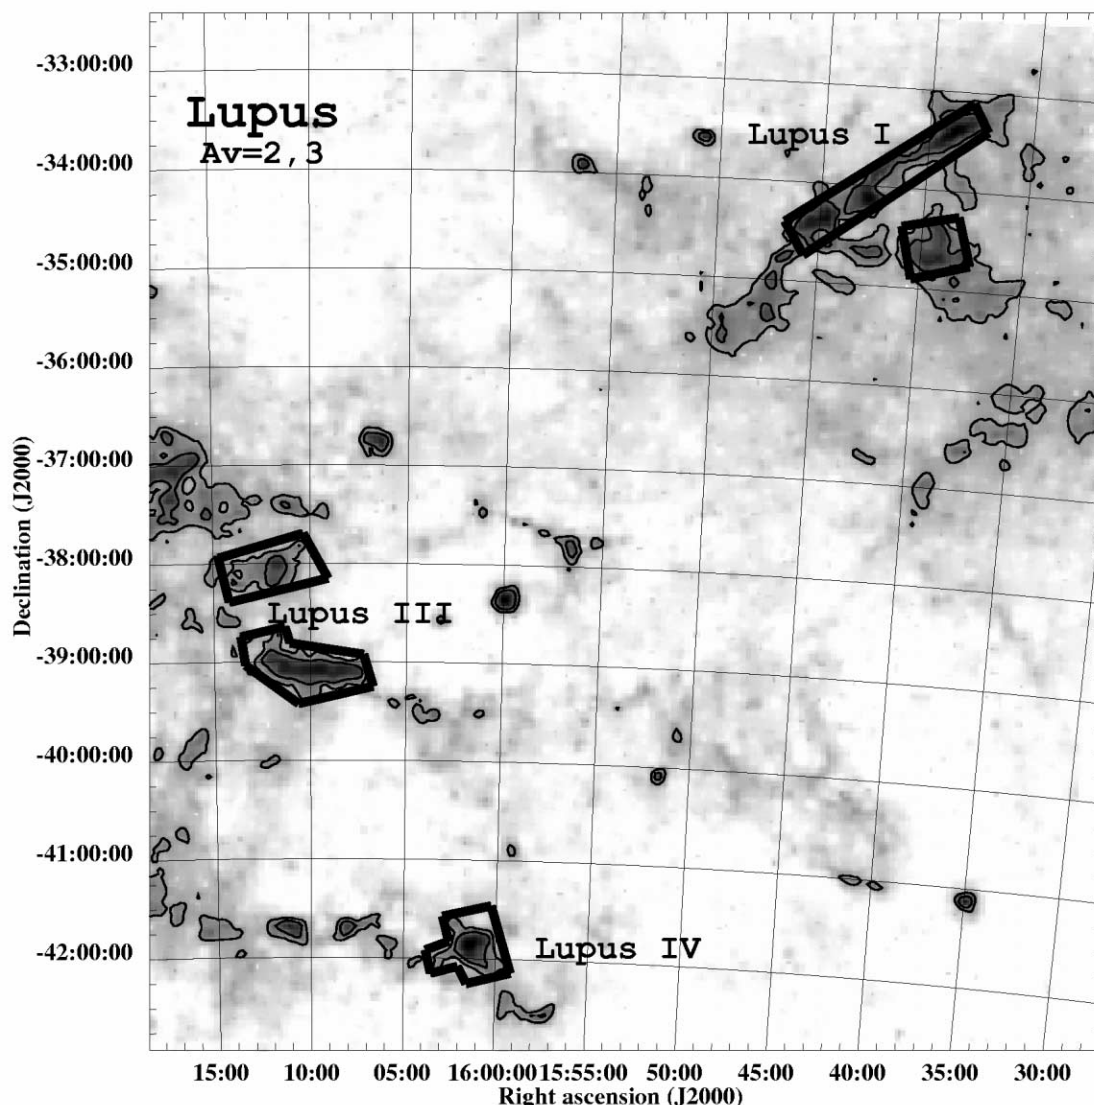 -33:00:00
Lupus
Av=2,3
Lupus I
-34:00:00
-35:00:00
-36:00:00
-37:00:00
-38:00:00
Lupus III
-39:00:00
-40:00:00
-41:00:00
Lupus IV
-42:00:00
Declination (J2000)
15:00 10:00 05:00 16:00:00 15:55:00 50:00 45:00 40:00 35:00 30:00
Right ascension (J2000)